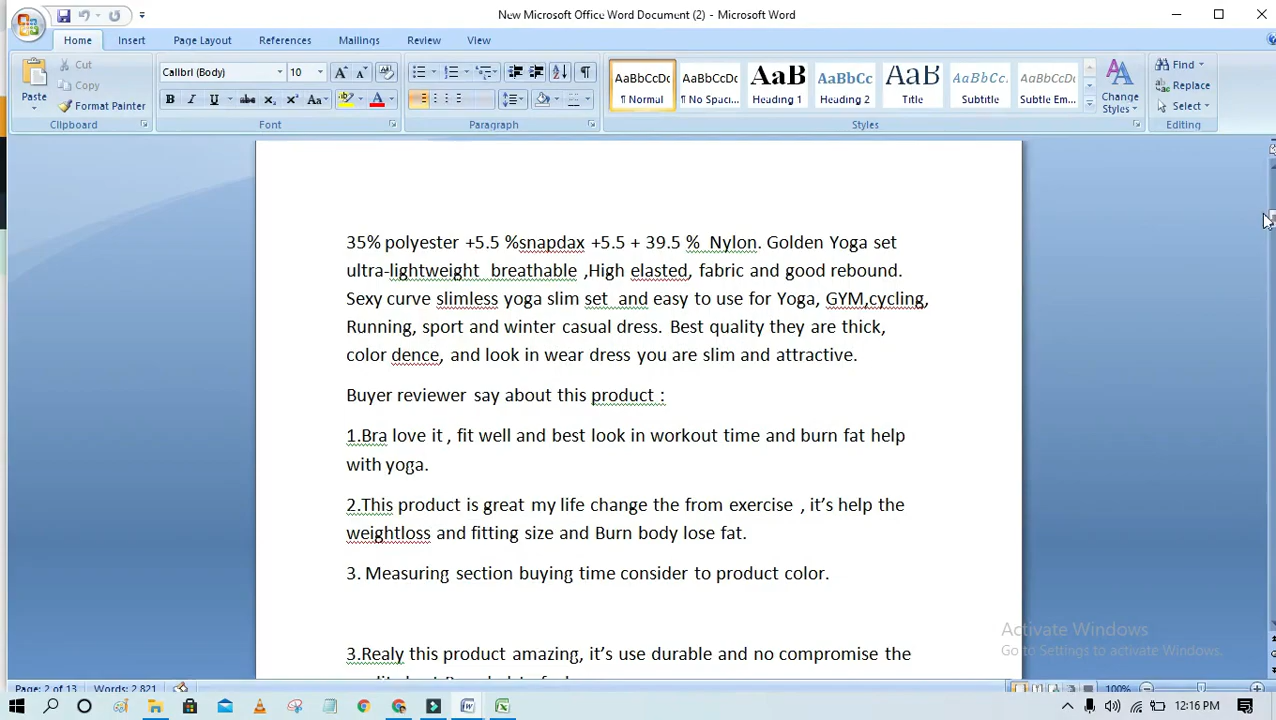 New Microsoft Office Word Document (2) - Microsoft Word
Home Insert Page Layout References Mailings Review View
Paste Cut Copy Format Painter
Calibri (Body) 10
AaBbCcDc AaBbCcDc AaB AaBbCc AaB AaBbCc. AaBbCcDc
¶ Normal ¶ No Spaci... Heading 1 Heading 2 Title Subtitle Subtle Em...
Change Styles
Find Replace Select
Clipboard Font Paragraph Styles Editing
35% polyester +5.5 %snapdax +5.5 + 39.5 % Nylon. Golden Yoga set
ultra-lightweight breathable ,High elasted, fabric and good rebound.
Sexy curve slimless yoga slim set and easy to use for Yoga, GYM,cycling,
Running, sport and winter casual dress. Best quality they are thick,
color dence, and look in wear dress you are slim and attractive.
Buyer reviewer say about this product :
1.Bra love it , fit well and best look in workout time and burn fat help
with yoga.
2.This product is great my life change the from exercise , it’s help the
weightloss and fitting size and Burn body lose fat.
3. Measuring section buying time consider to product color.
3.Realy this product amazing, it’s use durable and no compromise the
Activate Windows
Go to Settings to activate Windows.
Page: 2 of 13 Words: 2,821 100%
12:16 PM